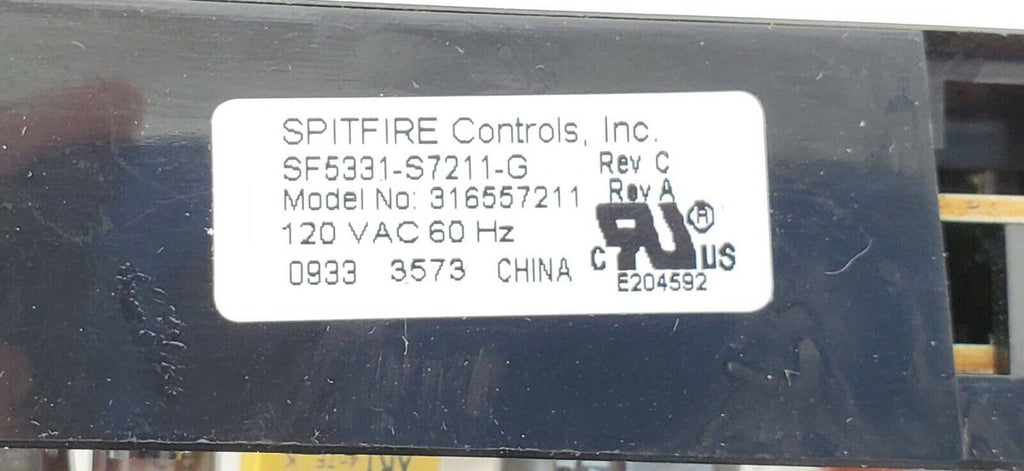 SPITFIRE Controls, Inc.
SF5331-S7211-G Rev C
Model No: 316557211 Rev A
120 VAC 60 Hz
0933 3573 CHINA
c RU ® US
E204592